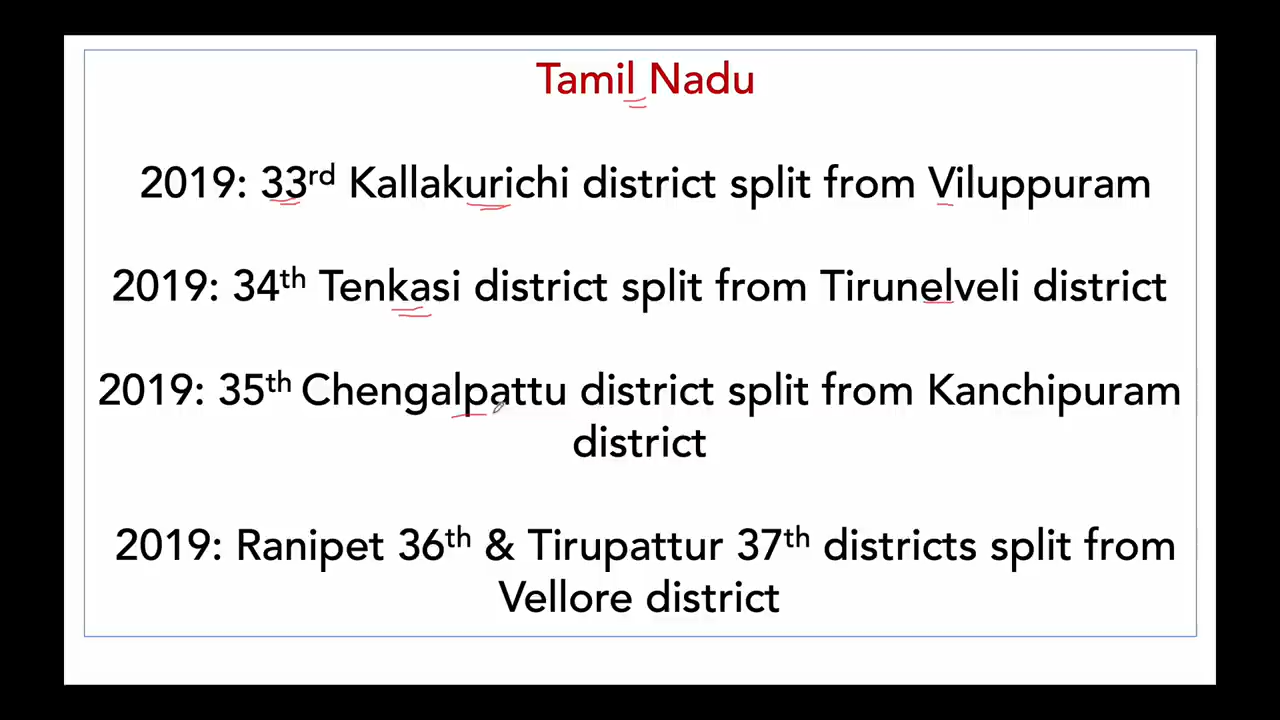 Tamil Nadu
2019: 33rd Kallakurichi district split from Viluppuram
2019: 34th Tenkasi district split from Tirunelveli district
2019: 35th Chengalpattu district split from Kanchipuram
district
2019: Ranipet 36th & Tirupattur 37th districts split from
Vellore district